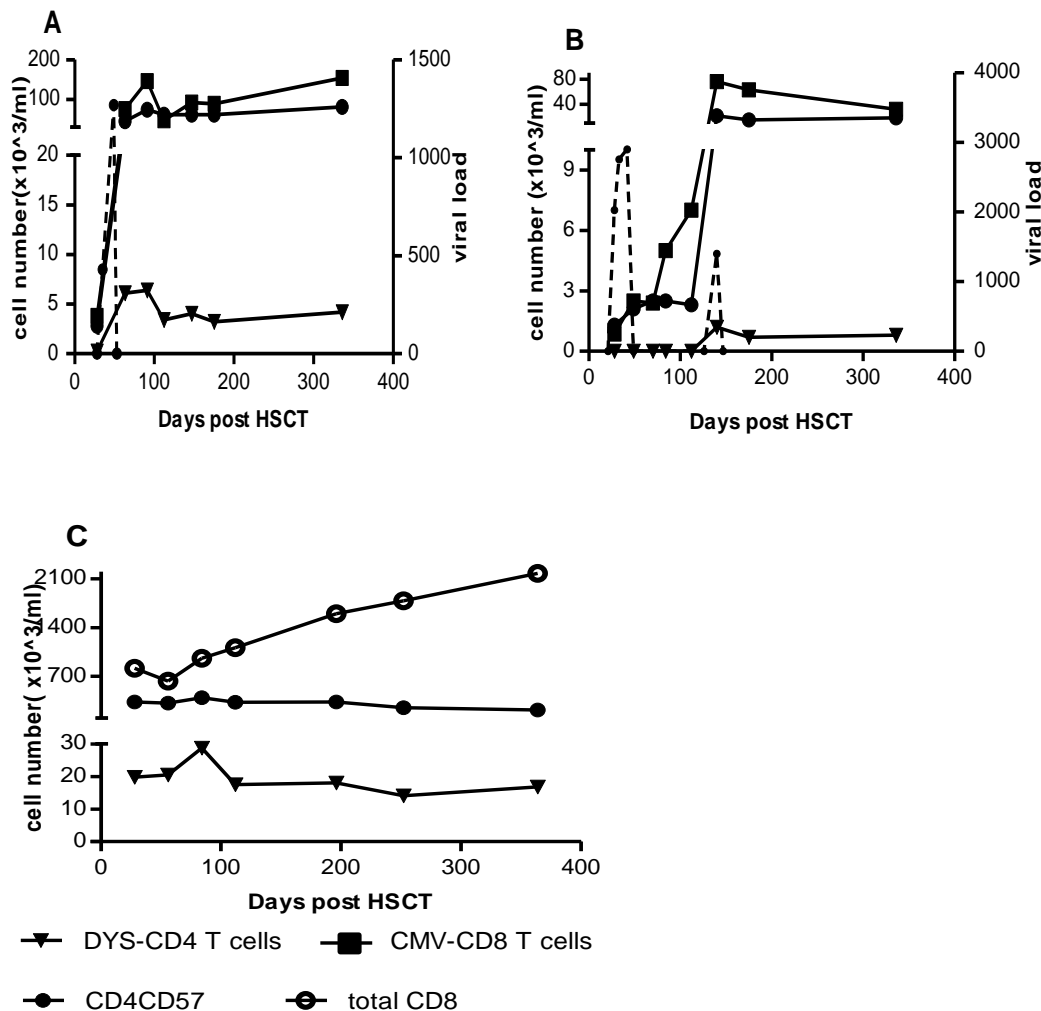 A
cell number(x10^3/ml)
200
100
20
15
10
5
0
1500
1000
500
0
viral load
0 100 200 300 400
Days post HSCT
B
cell number (x10^3/ml)
80
40
9
6
3
0
4000
3000
2000
1000
0
viral load
0 100 200 300 400
Days post HSCT
C
cell number( x10^3/ml)
2100
1400
700
30
20
10
0
0 100 200 300 400
Days post HSCT
DYS-CD4 T cells CMV-CD8 T cells
CD4CD57 total CD8